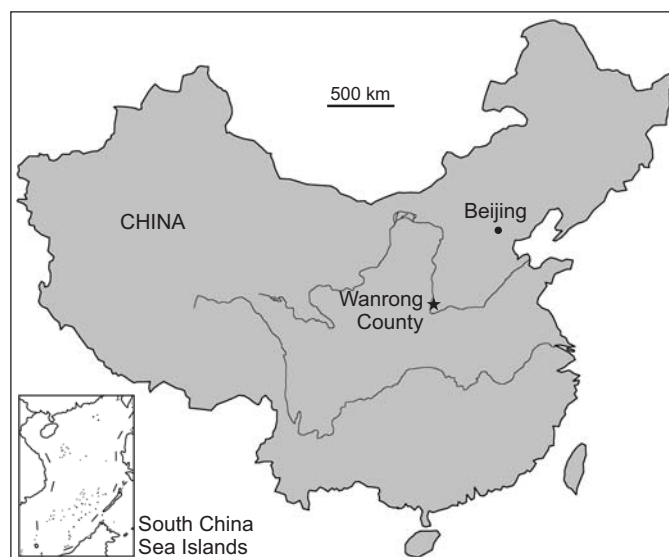 500 km
CHINA
Beijing
Wanrong
County
South China
Sea Islands